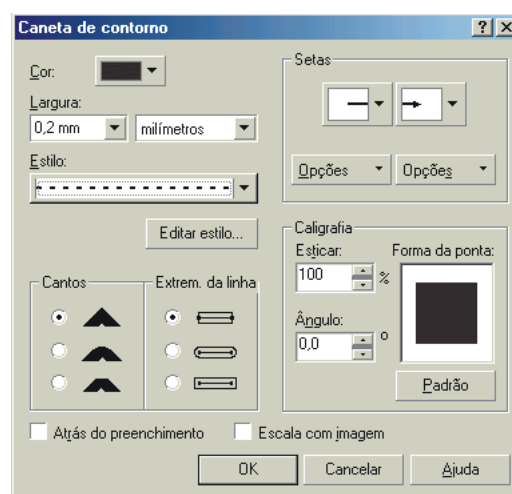 Caneta de contorno
Cor:
Largura:
0,2 mm
milímetros
Estilo:
Editar estilo...
Cantos
Extrem. da linha
Setas
Opções
Opções
Caligrafia
Esticar:
Forma da ponta:
100
%
Ângulo:
0,0
º
Padrão
Atrás do preenchimento
Escala com imagem
OK
Cancelar
Ajuda